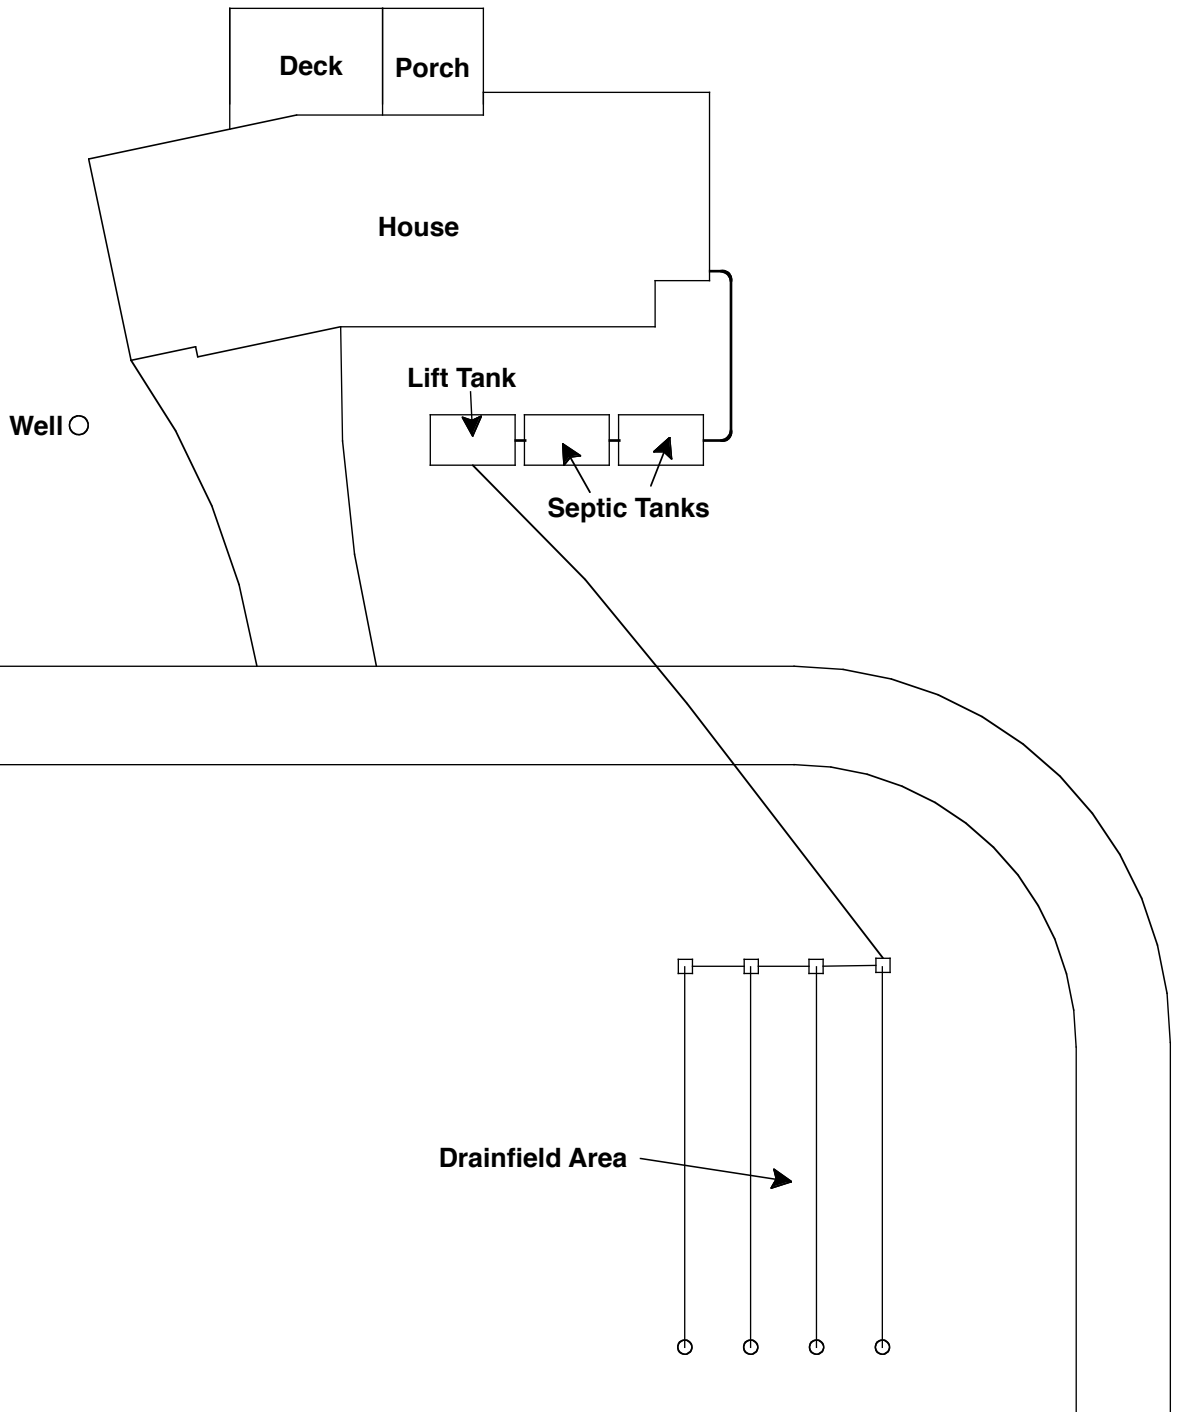 Deck
Porch
House
Lift Tank
Well
Septic Tanks
Drainfield Area